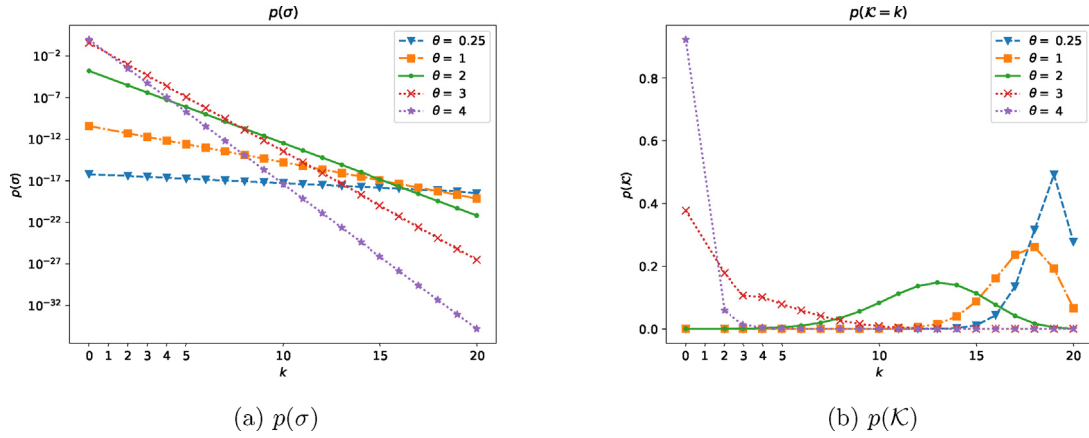 p(σ)
10⁻²
10⁻⁷
10⁻¹²
10⁻¹⁷
10⁻²²
10⁻²⁷
10⁻³²
p(σ)
θ = 0.25
θ = 1
θ = 2
θ = 3
θ = 4
0 1 2 3 4 5 10 15 20
k
(a) p(σ)
p(𝒦 = k)
0.8
0.6
0.4
0.2
0.0
p(𝒦)
θ = 0.25
θ = 1
θ = 2
θ = 3
θ = 4
0 1 2 3 4 5 10 15 20
k
(b) p(𝒦)